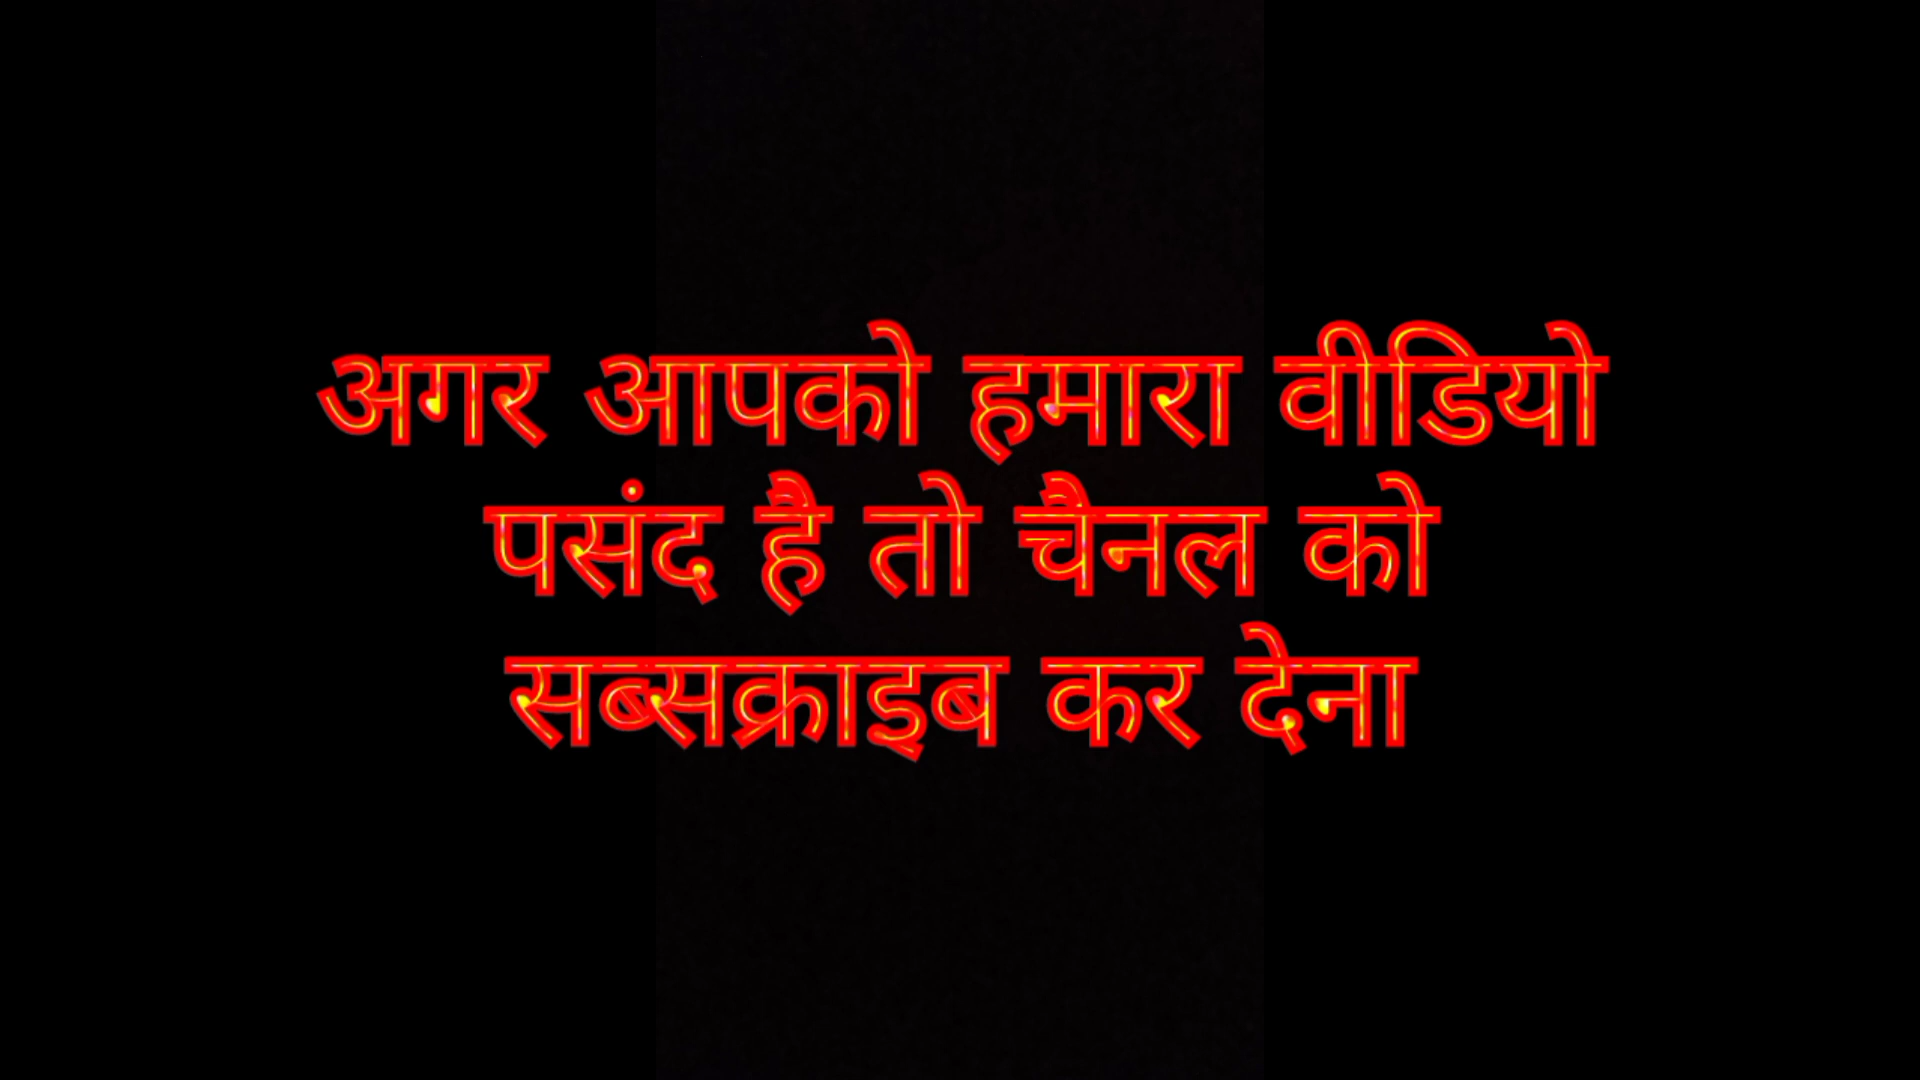 अगर आपको हमारा वीडियो
पसंद है तो चैनल को
सब्सक्राइब कर देना